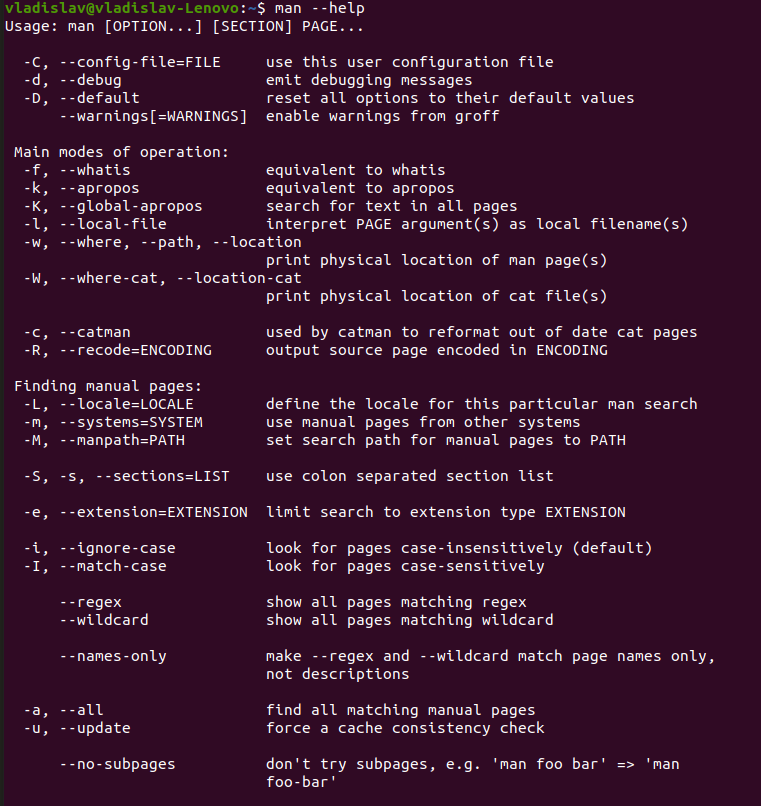 vladislav@vladislav-Lenovo:~$ man --help
Usage: man [OPTION...] [SECTION] PAGE...

  -C, --config-file=FILE     use this user configuration file
  -d, --debug                emit debugging messages
  -D, --default              reset all options to their default values
      --warnings[=WARNINGS]  enable warnings from groff

 Main modes of operation:
  -f, --whatis               equivalent to whatis
  -k, --apropos              equivalent to apropos
  -K, --global-apropos       search for text in all pages
  -l, --local-file           interpret PAGE argument(s) as local filename(s)
  -w, --where, --path, --location
                             print physical location of man page(s)
  -W, --where-cat, --location-cat
                             print physical location of cat file(s)

  -c, --catman               used by catman to reformat out of date cat pages
  -R, --recode=ENCODING      output source page encoded in ENCODING

 Finding manual pages:
  -L, --locale=LOCALE        define the locale for this particular man search
  -m, --systems=SYSTEM       use manual pages from other systems
  -M, --manpath=PATH         set search path for manual pages to PATH

  -S, -s, --sections=LIST    use colon separated section list

  -e, --extension=EXTENSION  limit search to extension type EXTENSION

  -i, --ignore-case          look for pages case-insensitively (default)
  -I, --match-case           look for pages case-sensitively

      --regex                show all pages matching regex
      --wildcard             show all pages matching wildcard

      --names-only           make --regex and --wildcard match page names only,
                             not descriptions

  -a, --all                  find all matching manual pages
  -u, --update               force a cache consistency check

      --no-subpages          don't try subpages, e.g. 'man foo bar' => 'man
                             foo-bar'